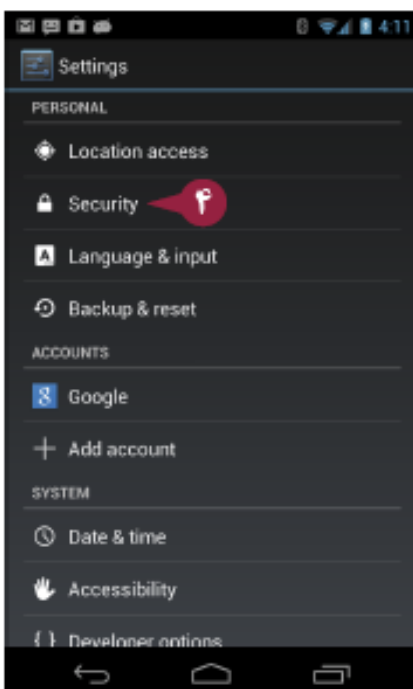 4:11
Settings
PERSONAL
Location access
Security
۴
Language & input
Backup & reset
ACCOUNTS
Google
Add account
SYSTEM
Date & time
Accessibility
{ } Developer options